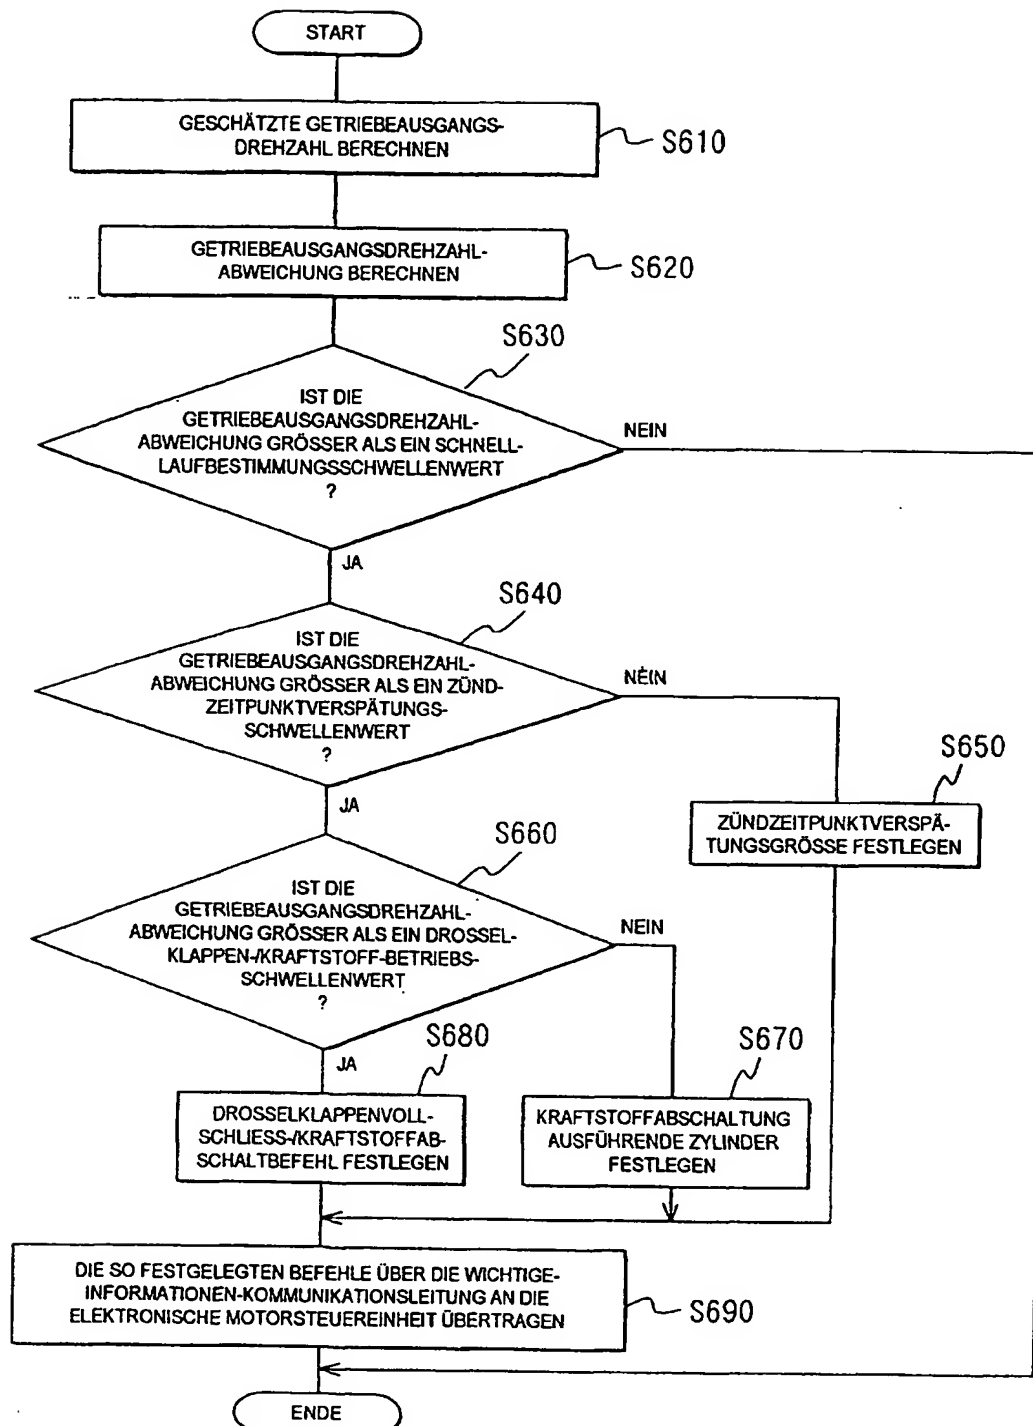 START
GESCHÄTZTE GETRIEBEAUSGANGS-
DREHZAHL BERECHNEN
S610
GETRIEBEAUSGANGSDREHZAHL-
ABWEICHUNG BERECHNEN
S620
S630
IST DIE
GETRIEBEAUSGANGSDREHZAHL-
ABWEICHUNG GRÖSSER ALS EIN SCHNELL-
LAUFBESTIMMUNGSSCHWELLENWERT
?
NEIN
JA
S640
IST DIE
GETRIEBEAUSGANGSDREHZAHL-
ABWEICHUNG GRÖSSER ALS EIN ZÜND-
ZEITPUNKTVERSPÄTUNGS-
SCHWELLENWERT
?
NEIN
JA
S650
ZÜNDZEITPUNKTVERSPÄ-
TUNGSGRÖSSE FESTLEGEN
S660
IST DIE
GETRIEBEAUSGANGSDREHZAHL-
ABWEICHUNG GRÖSSER ALS EIN DROSSEL-
KLAPPEN-/KRAFTSTOFF-BETRIEBS-
SCHWELLENWERT
?
NEIN
JA
S680
DROSSELKLAPPENVOLL-
SCHLIESS-/KRAFTSTOFFAB-
SCHALTBEFEHL FESTLEGEN
S670
KRAFTSTOFFABSCHALTUNG
AUSFÜHRENDE ZYLINDER
FESTLEGEN
DIE SO FESTGELEGTEN BEFEHLE ÜBER DIE WICHTIGE-
INFORMATIONEN-KOMMUNIKATIONSLEITUNG AN DIE
ELEKTRONISCHE MOTORSTEUEREINHEIT ÜBERTRAGEN
S690
ENDE